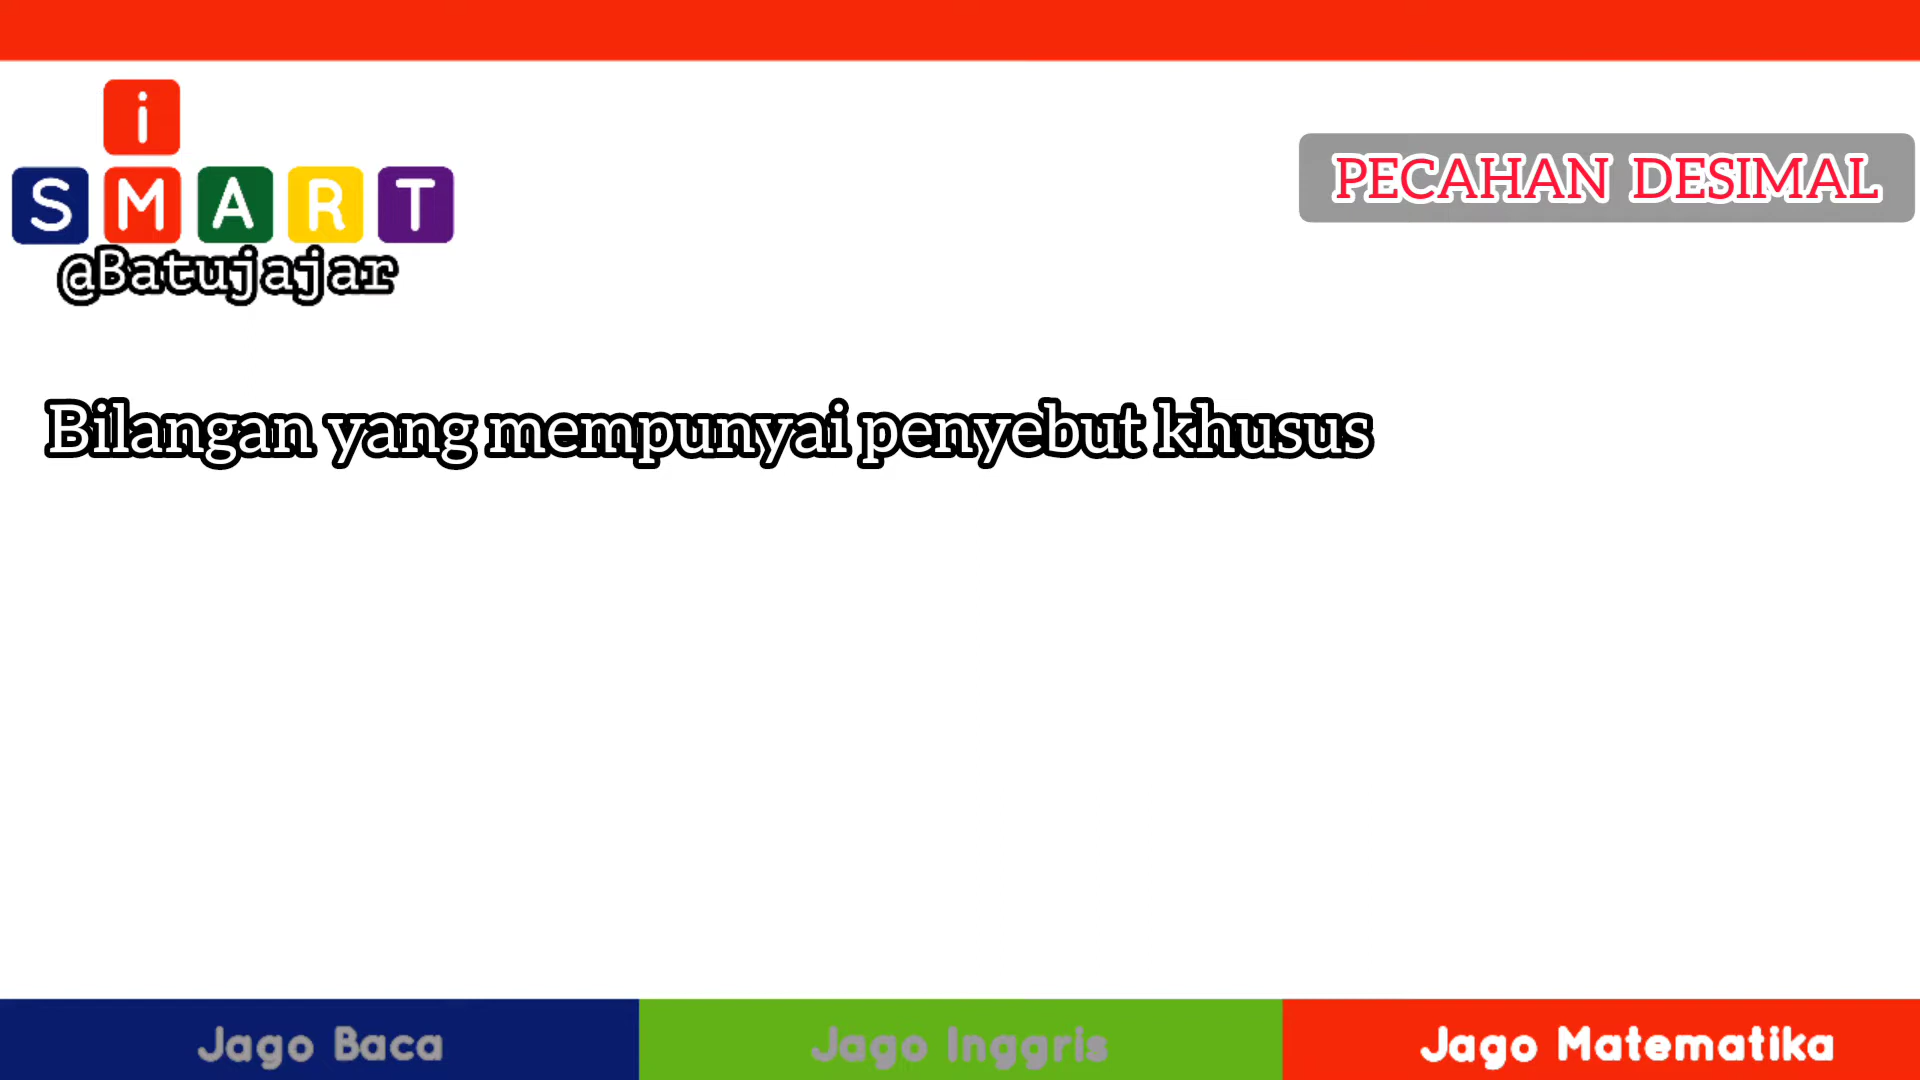 i
SMART
@Batujajar
PECAHAN DESIMAL
Bilangan yang mempunyai penyebut khusus
Jago Baca
Jago Inggris
Jago Matematika